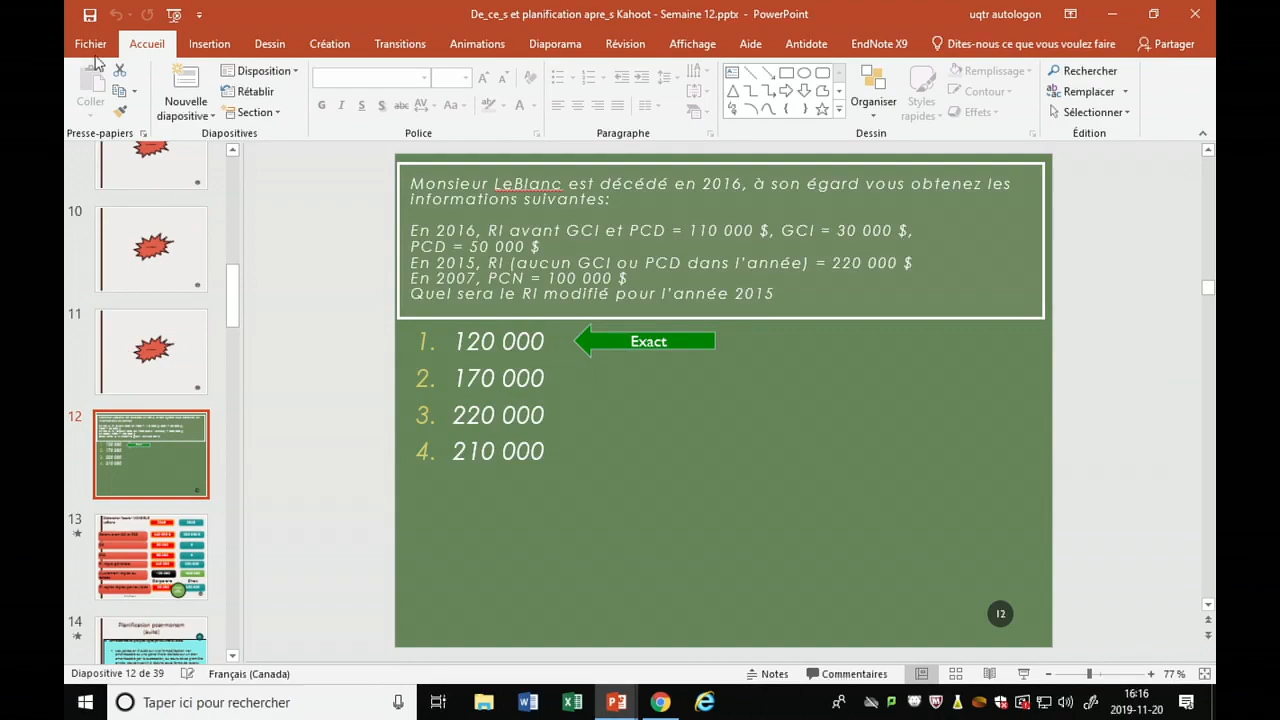 De_ce_s et planification apre_s Kahoot - Semaine 12.pptx - PowerPoint
uqtr autologon
Fichier
Accueil
Insertion
Dessin
Création
Transitions
Animations
Diaporama
Révision
Affichage
Aide
Antidote
EndNote X9
Dites-nous ce que vous voulez faire
Partager
Coller
Nouvelle
diapositive
Disposition
Rétablir
Section
G I S S abc AV Aa A
Organiser
Styles
rapides
Remplissage
Contour
Effets
Rechercher
Remplacer
Sélectionner
Presse-papiers
Diapositives
Police
Paragraphe
Dessin
Édition
10
11
12
13
14
Planification post-mortem
(suite)
Monsieur LeBlanc est décédé en 2016, à son égard vous obtenez les
informations suivantes:
En 2016, RI avant GCI et PCD = 110 000 $, GCI = 30 000 $,
PCD = 50 000 $
En 2015, RI (aucun GCI ou PCD dans l'année) = 220 000 $
En 2007, PCN = 100 000 $
Quel sera le RI modifié pour l'année 2015
1. 120 000
Exact
2. 170 000
3. 220 000
4. 210 000
12
Diapositive 12 de 39
Français (Canada)
Notes
Commentaires
77 %
Taper ici pour rechercher
16:16
2019-11-20